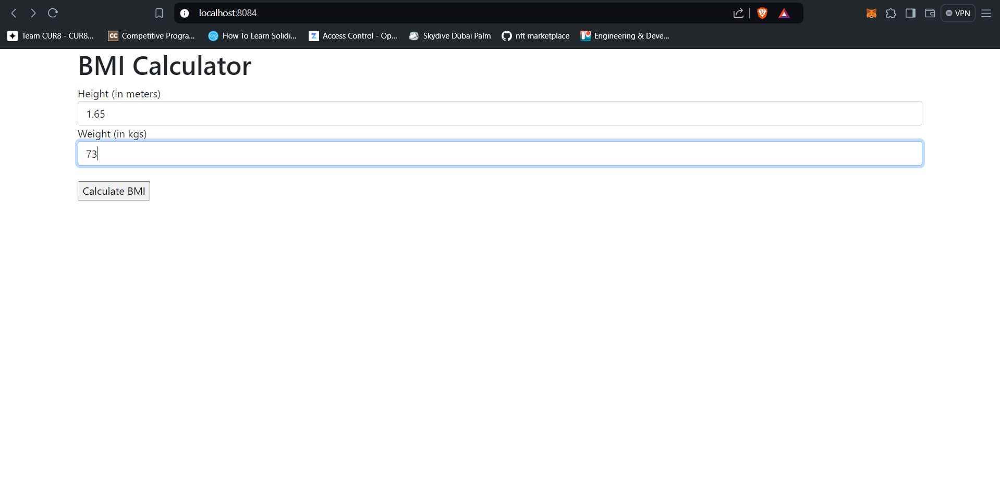 localhost:8084
VPN
Team CUR8 - CUR8...
CC Competitive Progra...
How To Learn Solidi...
Z Access Control - Op...
Skydive Dubai Palm
nft marketplace
Engineering & Deve...
BMI Calculator
Height (in meters)
1.65
Weight (in kgs)
73
Calculate BMI